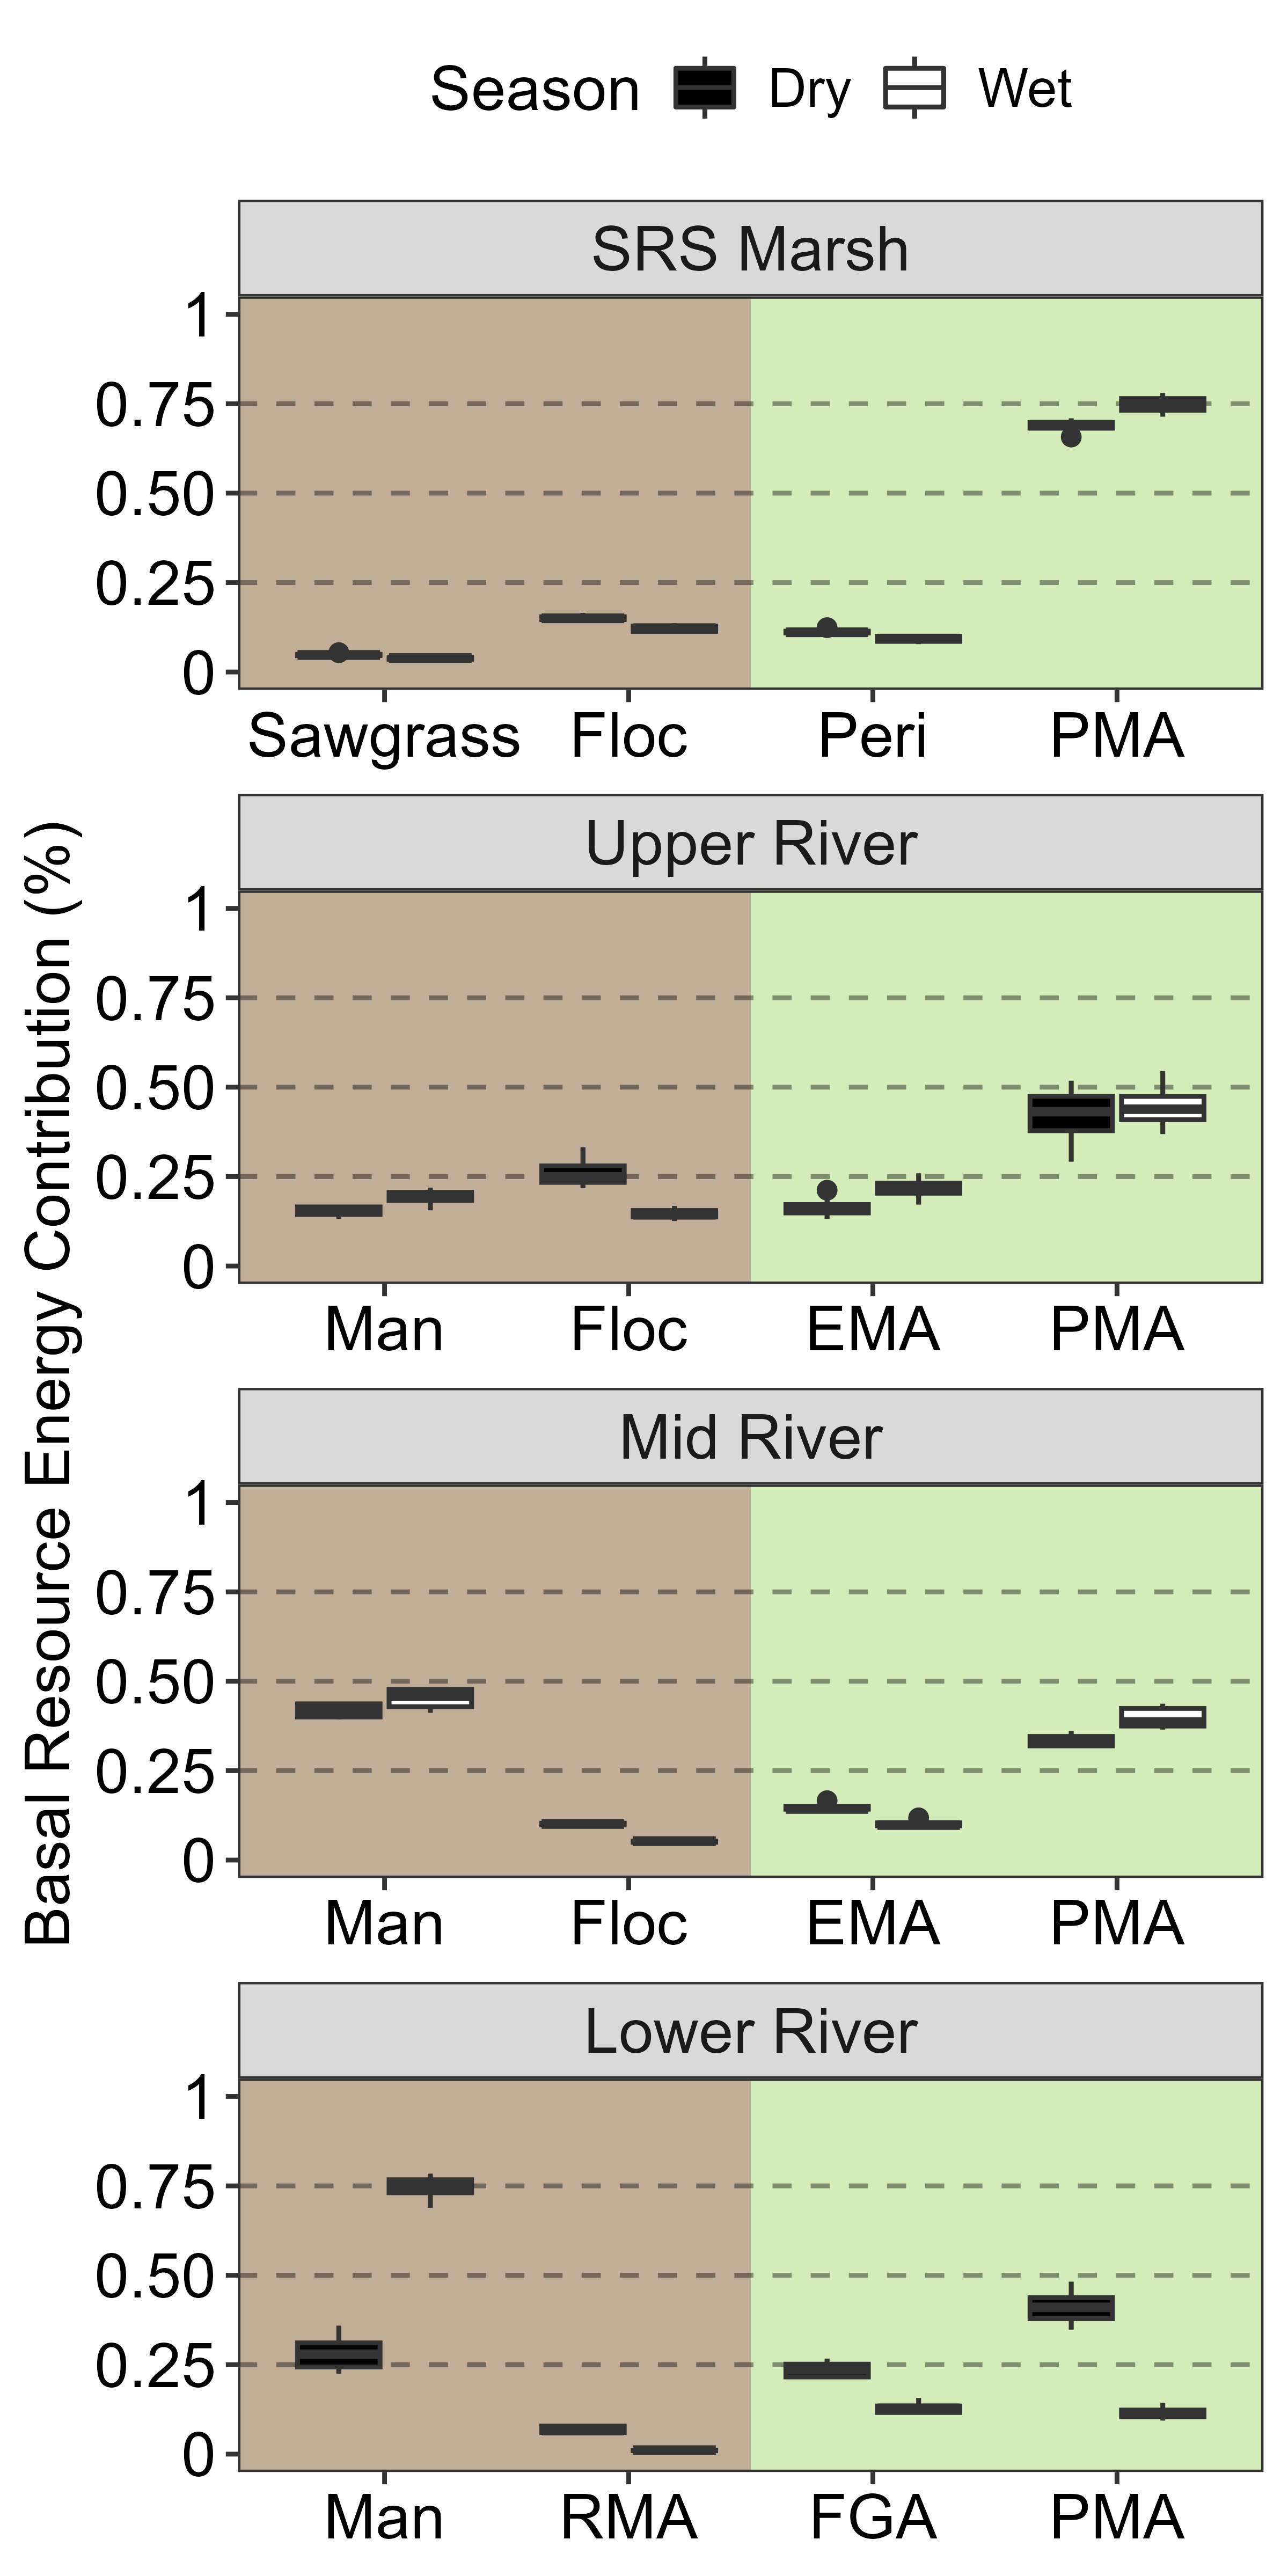 Season Dry Wet
SRS Marsh
1
0.75
0.50
0.25
0
Sawgrass Floc Peri PMA
Upper River
1
0.75
0.50
0.25
0
Man Floc EMA PMA
Mid River
1
0.75
0.50
0.25
0
Man Floc EMA PMA
Lower River
1
0.75
0.50
0.25
0
Man RMA FGA PMA
Basal Resource Energy Contribution (%)